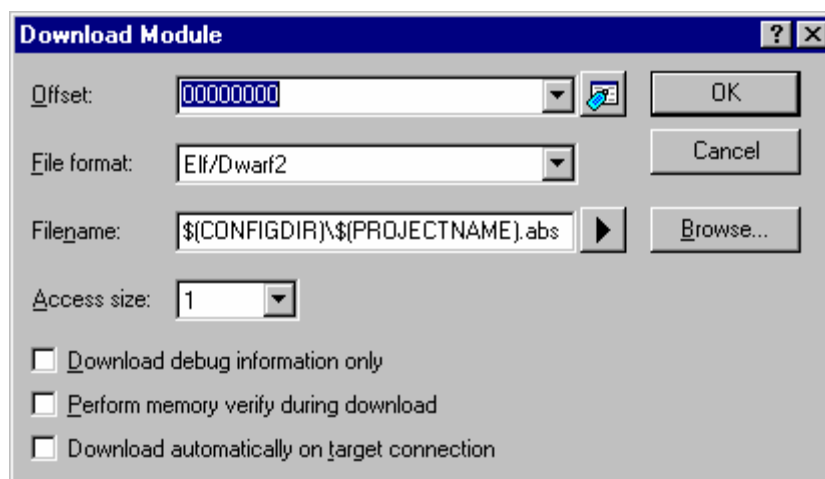 Download Module
Offset: 00000000 OK
File format: Elf/Dwarf2 Cancel
Filename: $(CONFIGDIR)\$(PROJECTNAME).abs Browse...
Access size: 1
Download debug information only
Perform memory verify during download
Download automatically on target connection